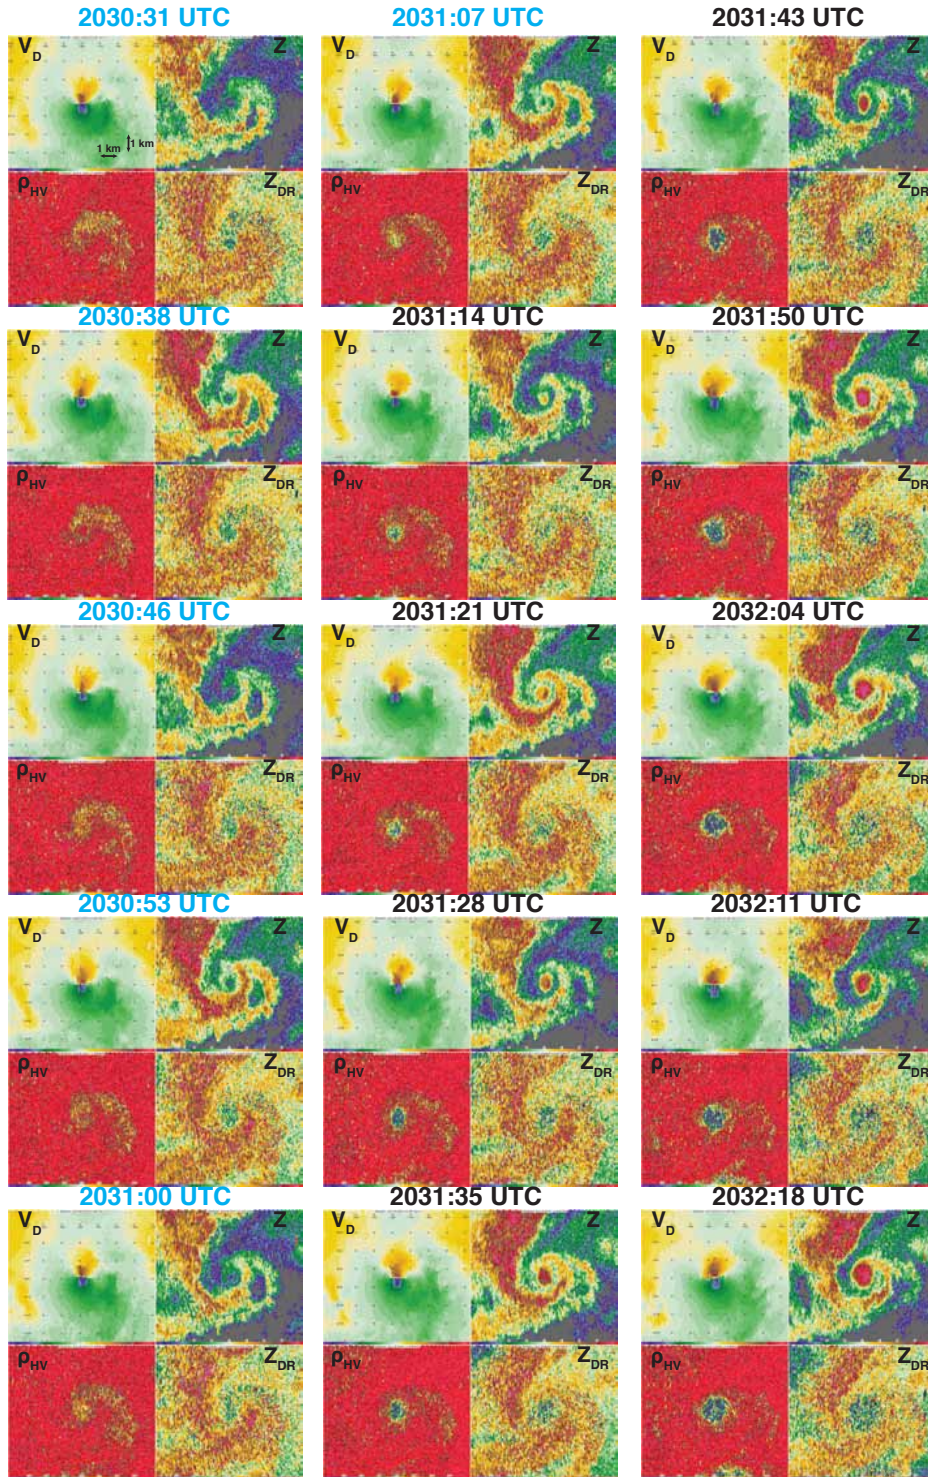 2030:31 UTC 2031:07 UTC 2031:43 UTC
VD Z VD Z VD Z
1 km 1 km
ρHV ZDR ρHV ZDR ρHV ZDR
2030:38 UTC 2031:14 UTC 2031:50 UTC
VD Z VD Z VD Z
ρHV ZDR ρHV ZDR ρHV ZDR
2030:46 UTC 2031:21 UTC 2032:04 UTC
VD Z VD Z VD Z
ρHV ZDR ρHV ZDR ρHV ZDR
2030:53 UTC 2031:28 UTC 2032:11 UTC
VD Z VD Z VD Z
ρHV ZDR ρHV ZDR ρHV ZDR
2031:00 UTC 2031:35 UTC 2032:18 UTC
VD Z VD Z VD Z
ρHV ZDR ρHV ZDR ρHV ZDR